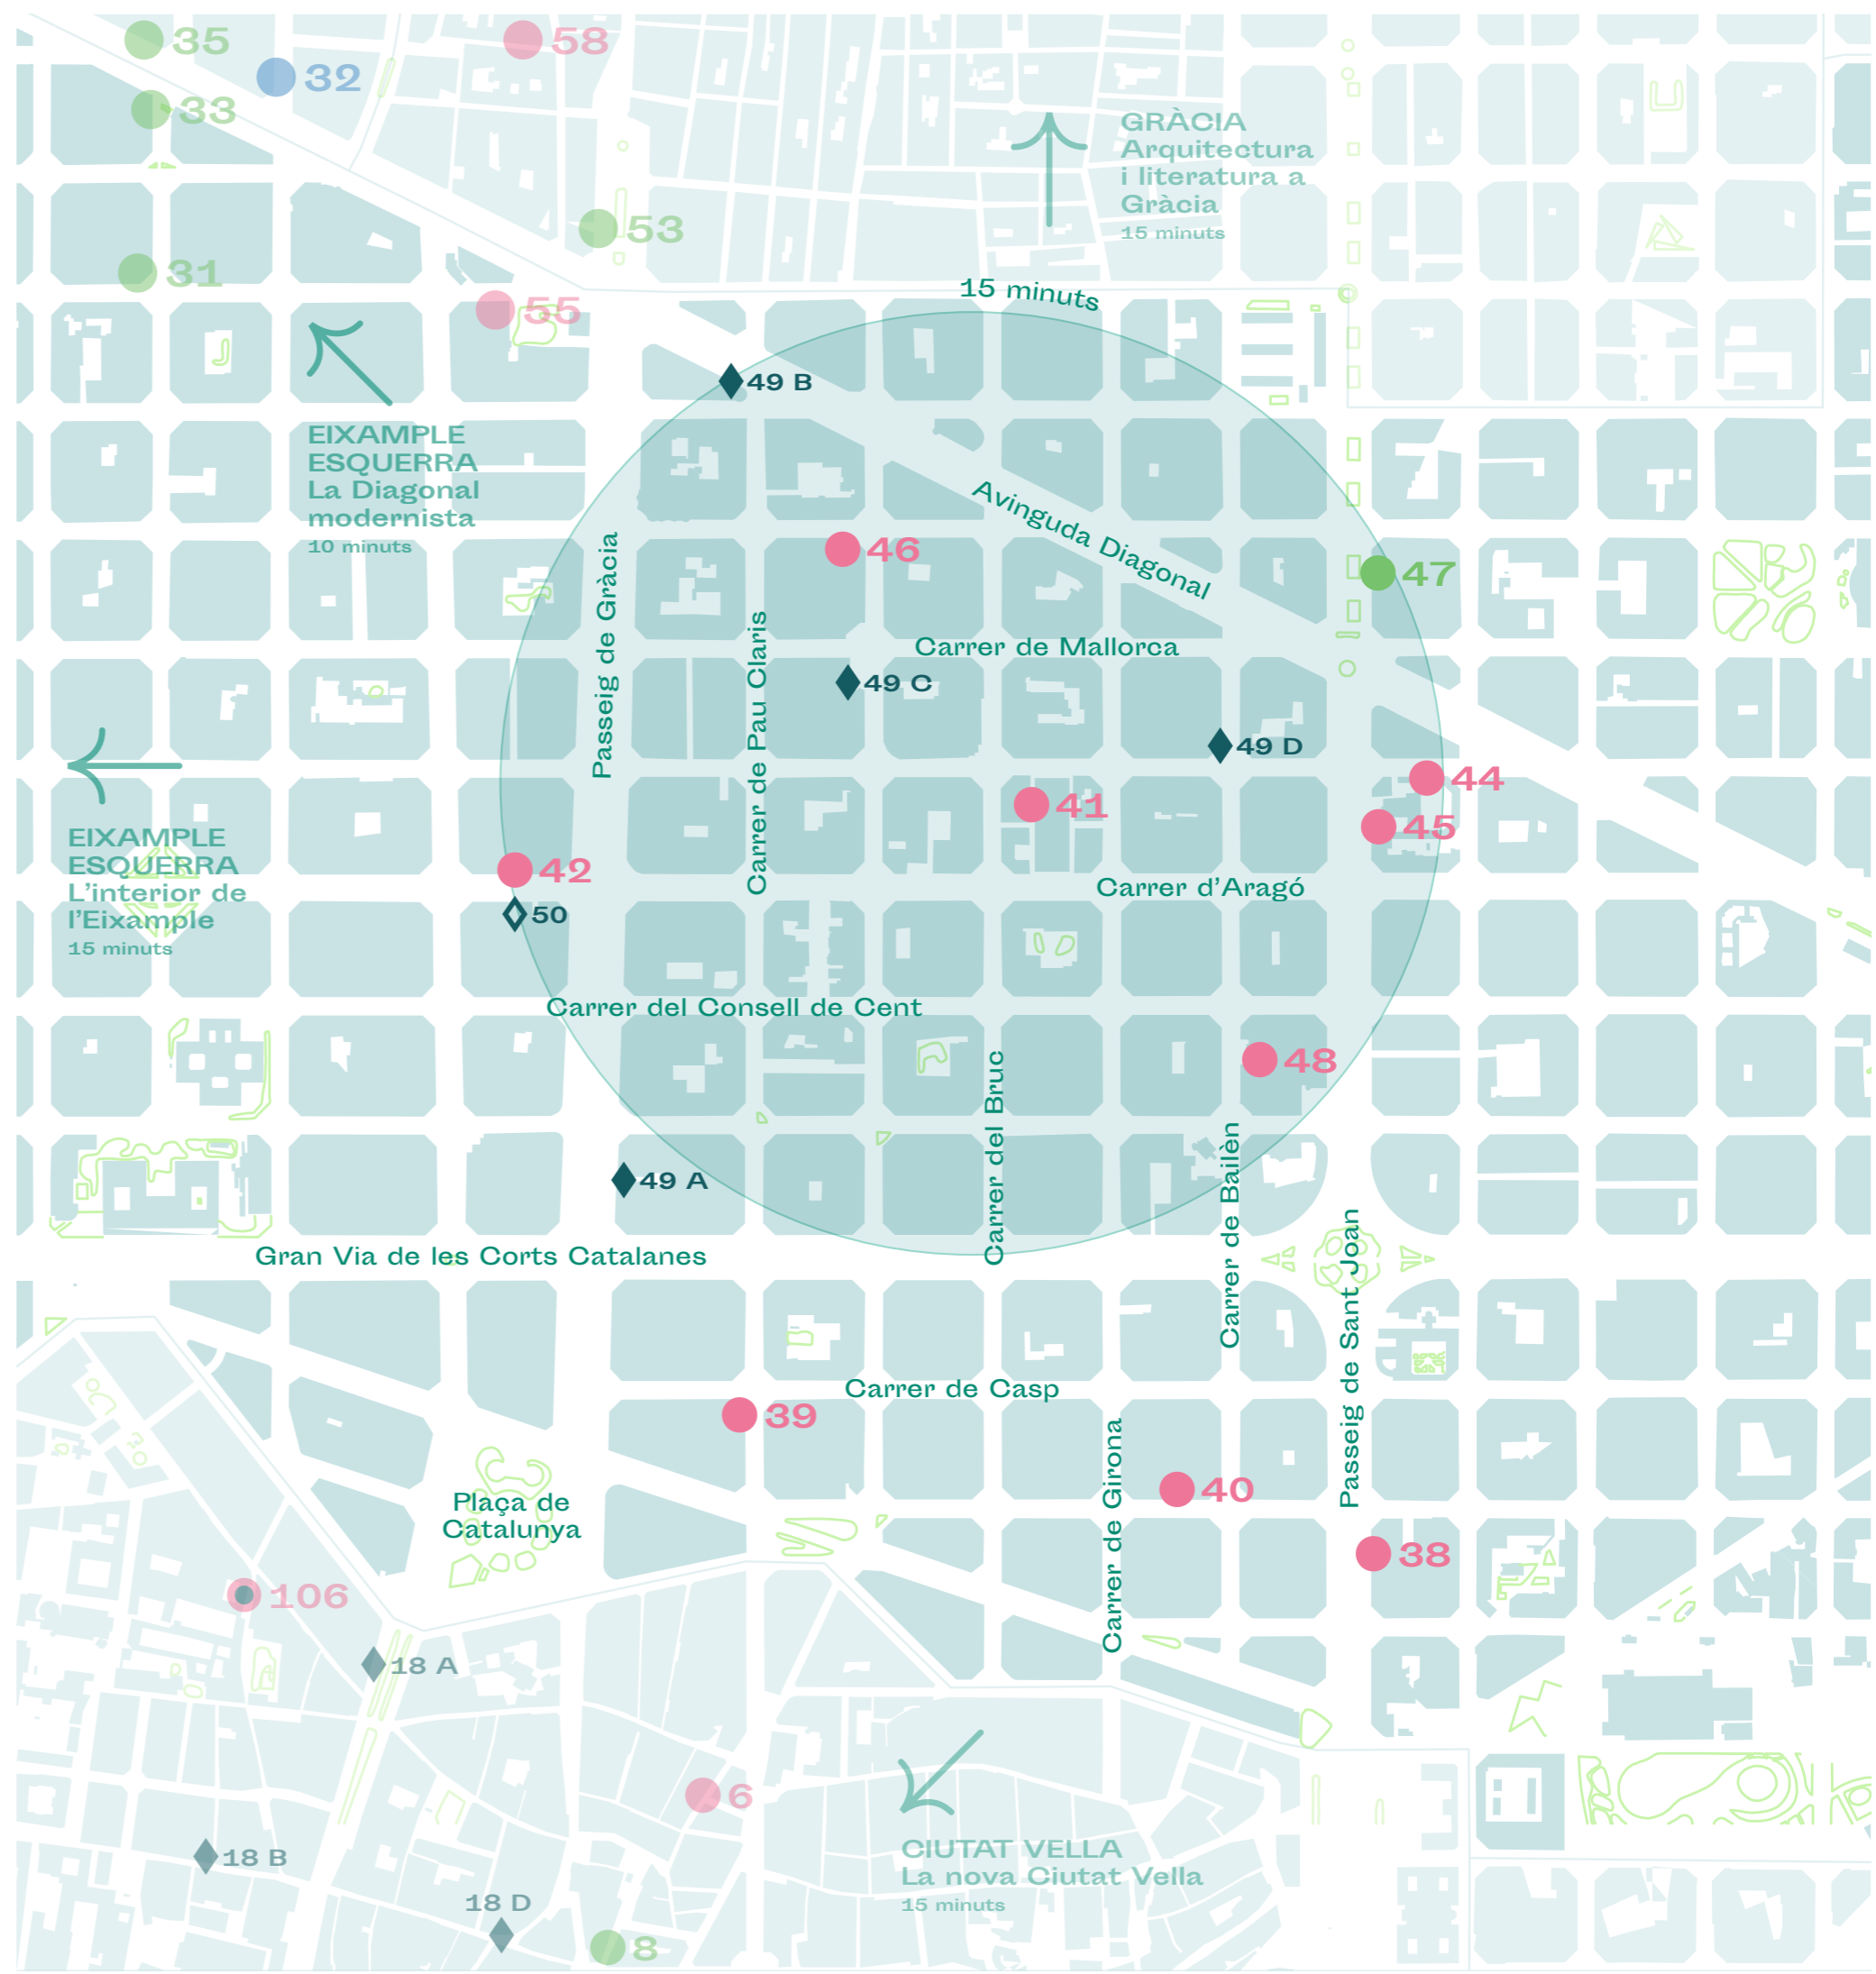 35
58
32
33
GRÀCIA
Arquitectura
i literatura a
Gràcia
15 minuts
53
31
15 minuts
55
49 B
EIXAMPLE
ESQUERRA
La Diagonal
modernista
10 minuts
Avinguda Diagonal
46
47
Passeig de Gràcia
Carrer de Pau Claris
Carrer de Mallorca
49 C
49 D
44
41
45
EIXAMPLE
ESQUERRA
L'interior de
l'Eixample
15 minuts
42
Carrer d'Aragó
50
Carrer del Consell de Cent
48
Carrer del Bruc
Carrer de Bailèn
49 A
Passeig de Sant Joan
Gran Via de les Corts Catalanes
Carrer de Casp
39
Carrer de Girona
40
Plaça de
Catalunya
38
106
18 A
6
CIUTAT VELLA
La nova Ciutat Vella
15 minuts
18 B
18 D
8